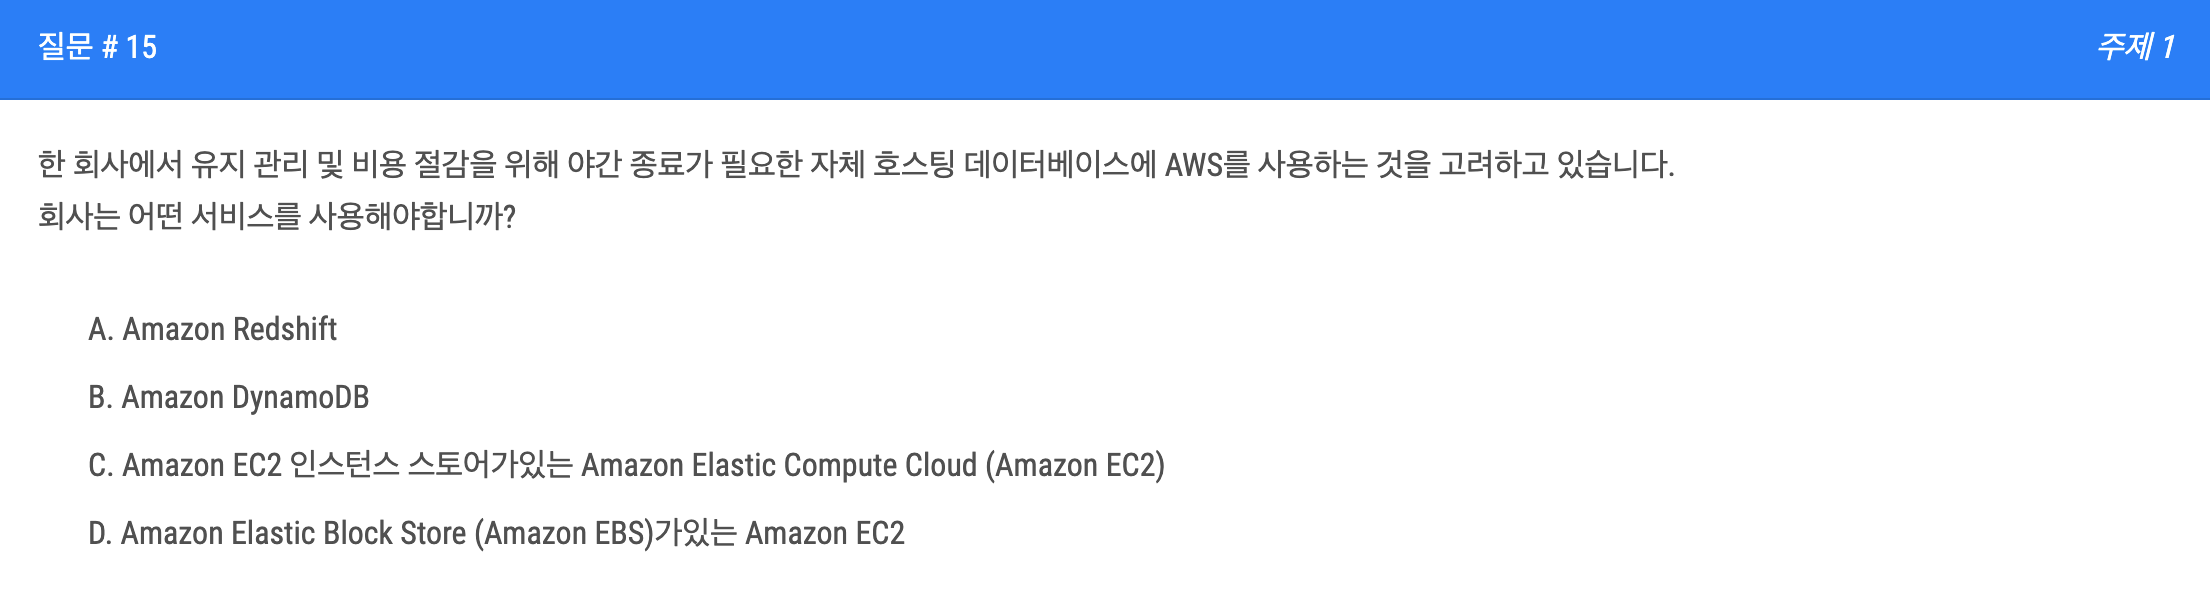 질문 # 15
주제 1
한 회사에서 유지 관리 및 비용 절감을 위해 야간 종료가 필요한 자체 호스팅 데이터베이스에 AWS를 사용하는 것을 고려하고 있습니다.
회사는 어떤 서비스를 사용해야합니까?
A. Amazon Redshift
B. Amazon DynamoDB
C. Amazon EC2 인스턴스 스토어가있는 Amazon Elastic Compute Cloud (Amazon EC2)
D. Amazon Elastic Block Store (Amazon EBS)가있는 Amazon EC2